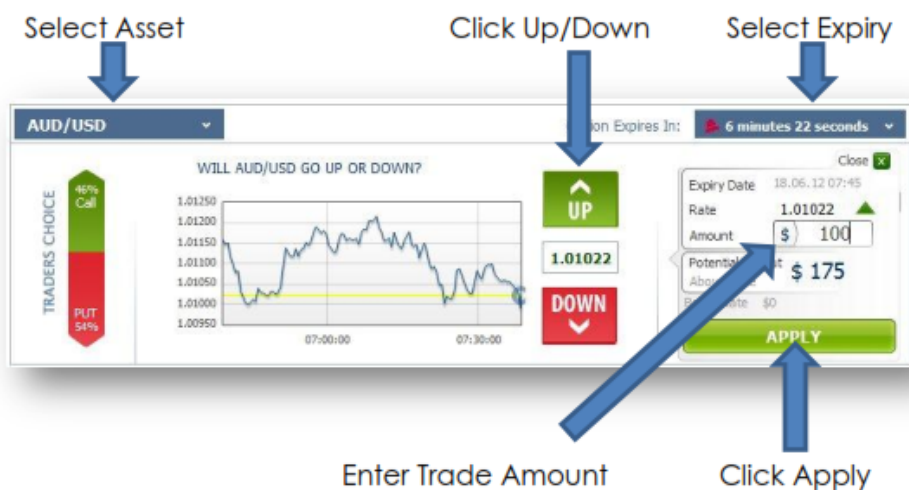 Select Asset
Click Up/Down
Select Expiry
AUD/USD
Expires In:
6 minutes 22 seconds
Close X
TRADERS CHOICE
46%
Call
PUT
54%
WILL AUD/USD GO UP OR DOWN?
1.01250
1.01200
1.01150
1.01100
1.01050
1.01000
1.00950
07:00:00
07:30:00
UP
1.01022
DOWN
Expiry Date 18.06.12 07:45
Rate 1.01022
Amount $ 100
Potential
$ 175
$0
APPLY
Enter Trade Amount
Click Apply